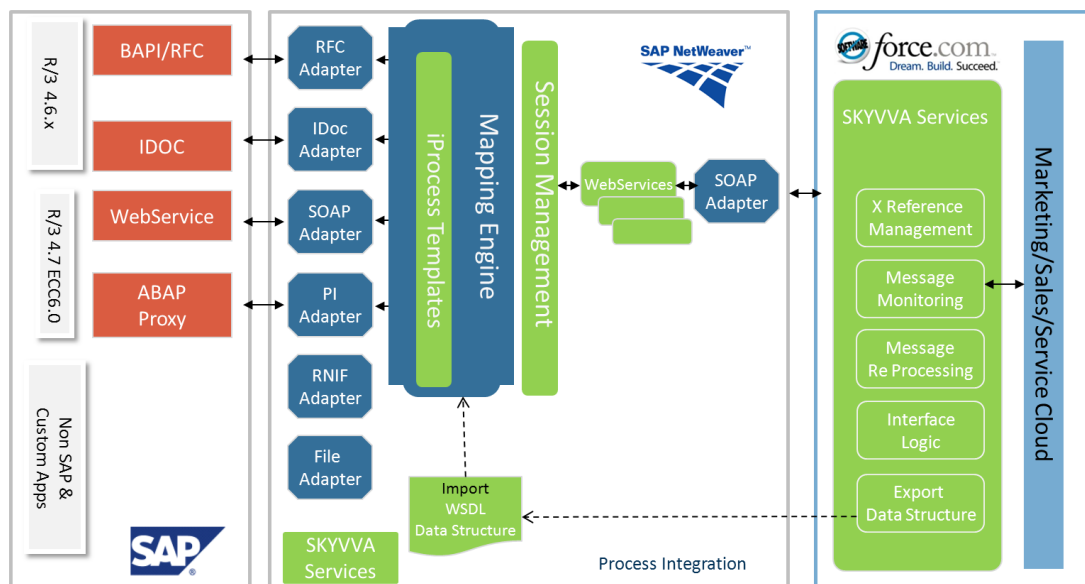 R/3 4.6.x
R/3 4.7 ECC6.0
Non SAP &
Custom Apps
BAPI/RFC
IDOC
WebService
ABAP
Proxy
SAP
RFC
Adapter
IDoc
Adapter
SOAP
Adapter
PI
Adapter
RNIF
Adapter
File
Adapter
iProcess Templates
Mapping Engine
Session Management
SAP NetWeaver™
WebServices
SOAP
Adapter
Import
WSDL
Data Structure
SKYVVA
Services
Process Integration
SOFTWARE
force.com™
Dream. Build. Succeed.
SKYVVA Services
X Reference
Management
Message
Monitoring
Message
Re Processing
Interface
Logic
Export
Data Structure
Marketing/Sales/Service Cloud